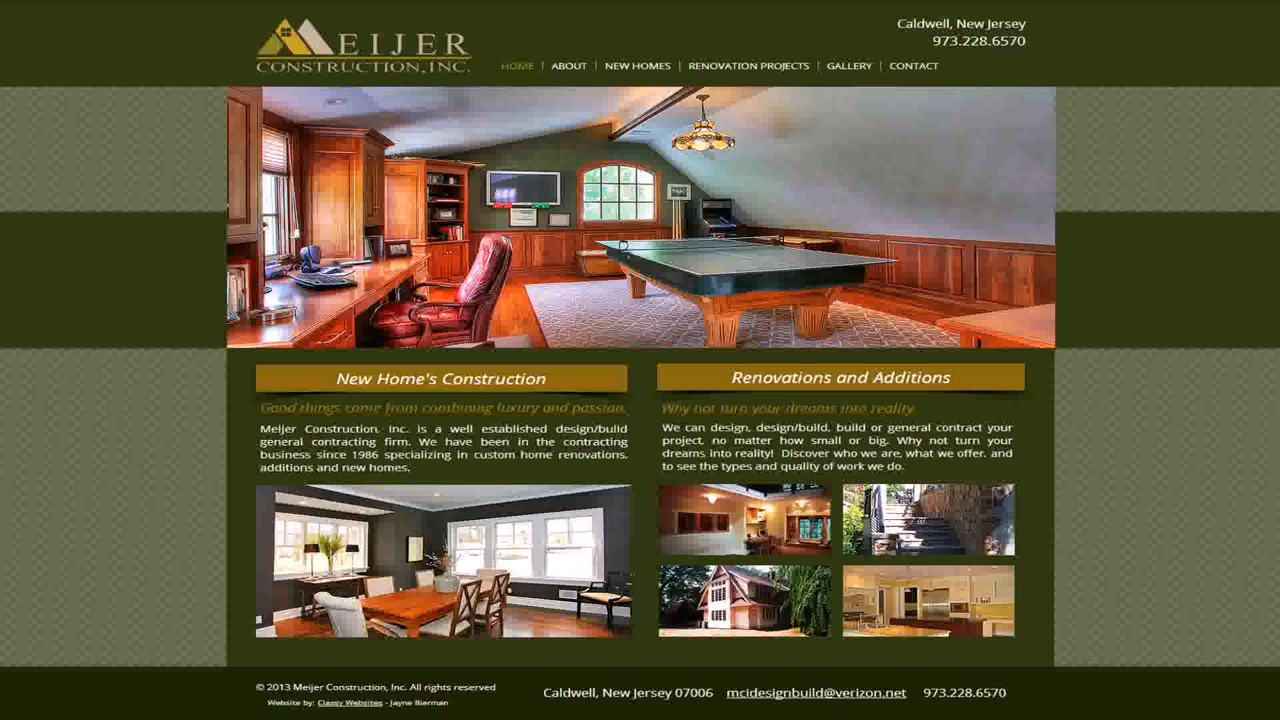 MEIJER
CONSTRUCTION, INC.
Caldwell, New Jersey
973.228.6570
HOME | ABOUT | NEW HOMES | RENOVATION PROJECTS | GALLERY | CONTACT
New Home's Construction
Good things come from combining luxury and passion.
Meijer Construction, Inc. is a well established design/build
general contracting firm. We have been in the contracting
business since 1986 specializing in custom home renovations,
additions and new homes.
Renovations and Additions
Why not turn your dreams into reality.
We can design, design/build, build or general contract your
project, no matter how small or big. Why not turn your
dreams into reality! Discover who we are, what we offer, and
to see the types and quality of work we do.
© 2013 Meijer Construction, Inc. All rights reserved
Website by: Classy Websites - Jayne Bierman
Caldwell, New Jersey 07006 mcidesignbuild@verizon.net 973.228.6570